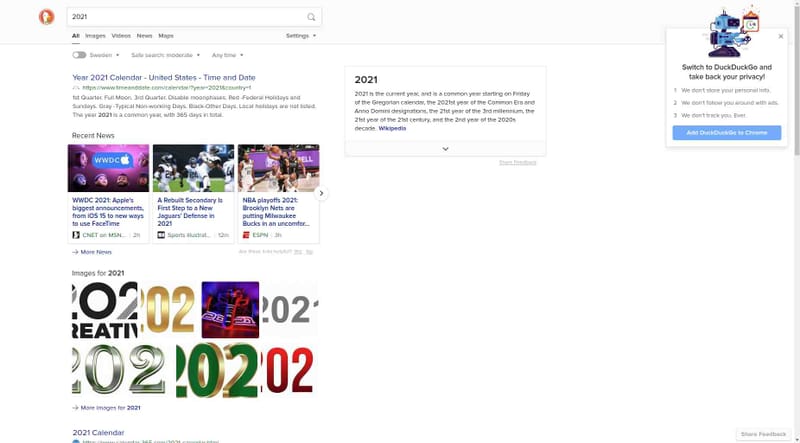 2021
All Images Videos News Maps Settings
Sweden Safe search: moderate Any time
Year 2021 Calendar - United States - Time and Date
https://www.timeanddate.com/calendar/?year=2021&country=1
1st Quarter. Full Moon. 3rd Quarter. Disable moonphases. Red -Federal Holidays and
Sundays. Gray -Typical Non-working Days. Black-Other Days. Local holidays are not listed.
The year 2021 is a common year, with 365 days in total.
Recent News
WWDC
WWDC 2021: Apple's
biggest announcements,
from iOS 15 to new ways
to use FaceTime
CNET on MSN... 2h
A Rebuilt Secondary Is
First Step to a New
Jaguars' Defense in
2021
Sports Illustrat... 12m
NBA playoffs 2021:
Brooklyn Nets are
putting Milwaukee
Bucks in an uncomfor...
ESPN 3h
More News
Are these links helpful? Yes No
Images for 2021
202
REATIV
202
2021
202
202
202
202
More Images for 2021
2021 Calendar
2021
2021 is the current year, and is a common year starting on Friday
of the Gregorian calendar, the 2021st year of the Common Era and
Anno Domini designations, the 21st year of the 3rd millennium, the
21st year of the 21st century, and the 2nd year of the 2020s
decade. Wikipedia
Share Feedback
Switch to DuckDuckGo and
take back your privacy!
1 We don't store your personal info.
2 We don't follow you around with ads.
3 We don't track you. Ever.
Add DuckDuckGo to Chrome
Share Feedback